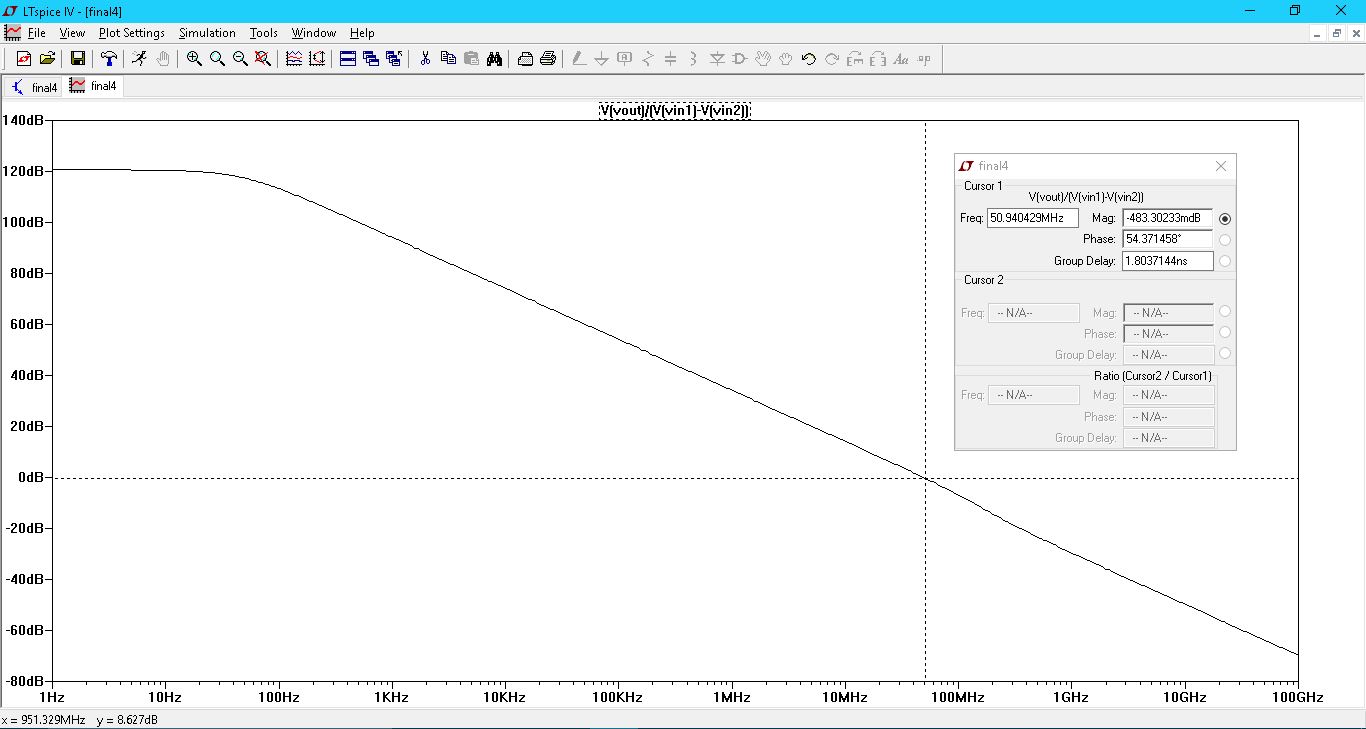 LTspice IV - [final4]
File View Plot Settings Simulation Tools Window Help
final4 final4
V(vout)/(V(vin1)-V(vin2))
140dB
120dB
100dB
80dB
60dB
40dB
20dB
0dB
-20dB
-40dB
-60dB
-80dB
1Hz 10Hz 100Hz 1KHz 10KHz 100KHz 1MHz 10MHz 100MHz 1GHz 10GHz 100GHz
final4
Cursor 1
V(vout)/(V(vin1)-V(vin2))
Freq: 50.940429MHz Mag: -483.30233mdB
Phase: 54.371458°
Group Delay: 1.8037144ns
Cursor 2
Freq: -- N/A-- Mag: -- N/A--
Phase: -- N/A--
Group Delay: -- N/A--
Ratio (Cursor2 / Cursor1)
Freq: -- N/A-- Mag: -- N/A--
Phase: -- N/A--
Group Delay: -- N/A--
x = 951.329MHz y = 8.627dB